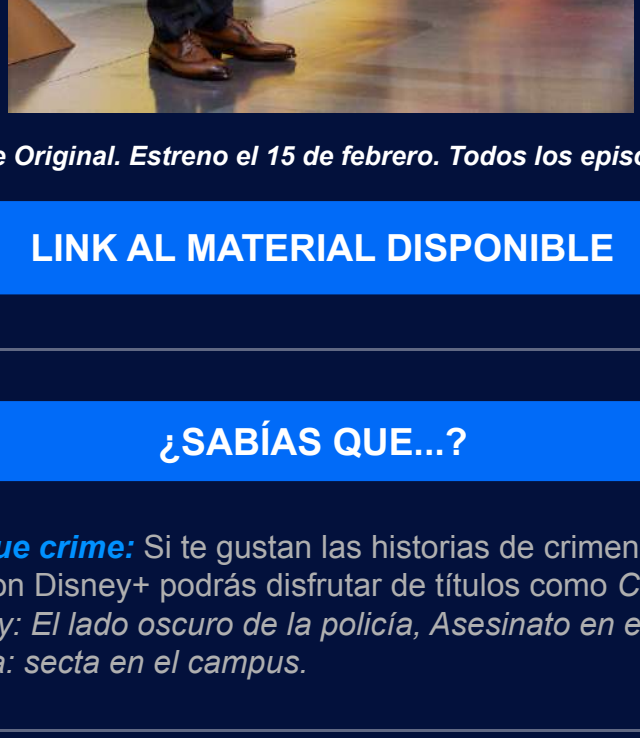 e Original. Estreno el 15 de febrero. Todos los episo
LINK AL MATERIAL DISPONIBLE
¿SABÍAS QUE...?
ue crime: Si te gustan las historias de crimen
on Disney+ podrás disfrutar de títulos como C
y: El lado oscuro de la policía, Asesinato en e
a: secta en el campus.